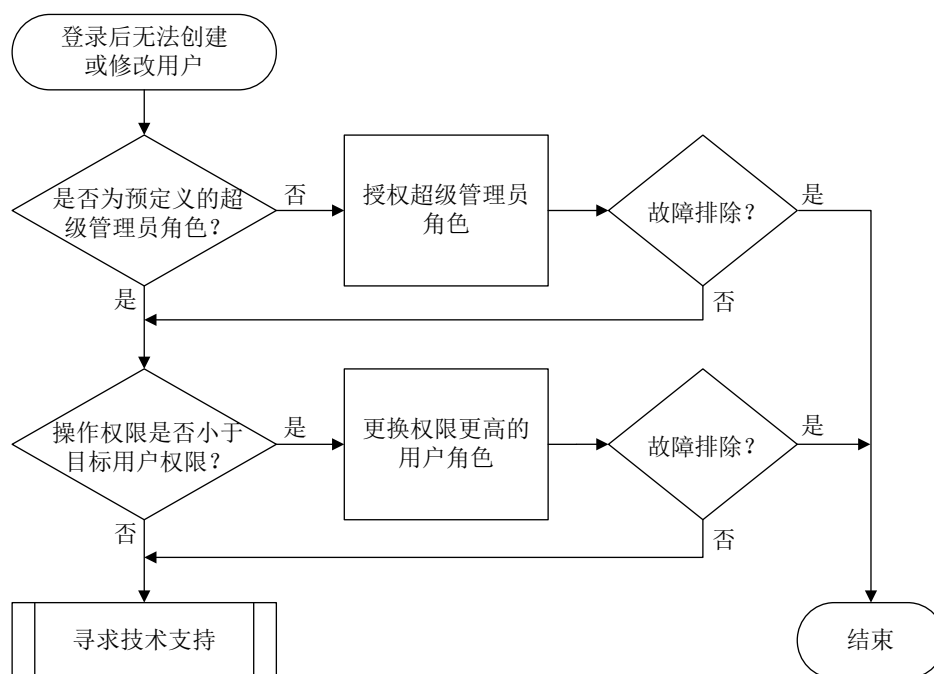 登录后无法创建
或修改用户
是否为预定义的超
级管理员角色？
否
授权超级管理员
角色
故障排除？
是
是
否
操作权限是否小于
目标用户权限？
是
更换权限更高的
用户角色
故障排除？
是
否
否
寻求技术支持
结束